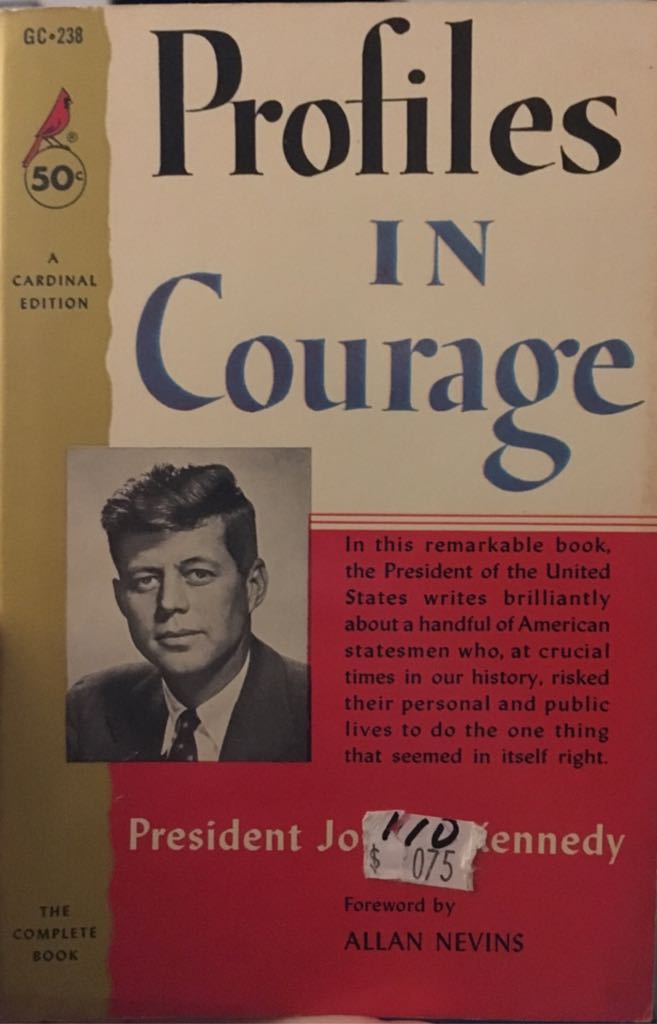 GC•238
Profiles
IN
Courage
®
50c
A
CARDINAL
EDITION
In this remarkable book,
the President of the United
States writes brilliantly
about a handful of American
statesmen who, at crucial
times in our history, risked
their personal and public
lives to do the one thing
that seemed in itself right.
President Jo ennedy
110
$ 075
Foreword by
ALLAN NEVINS
THE
COMPLETE
BOOK